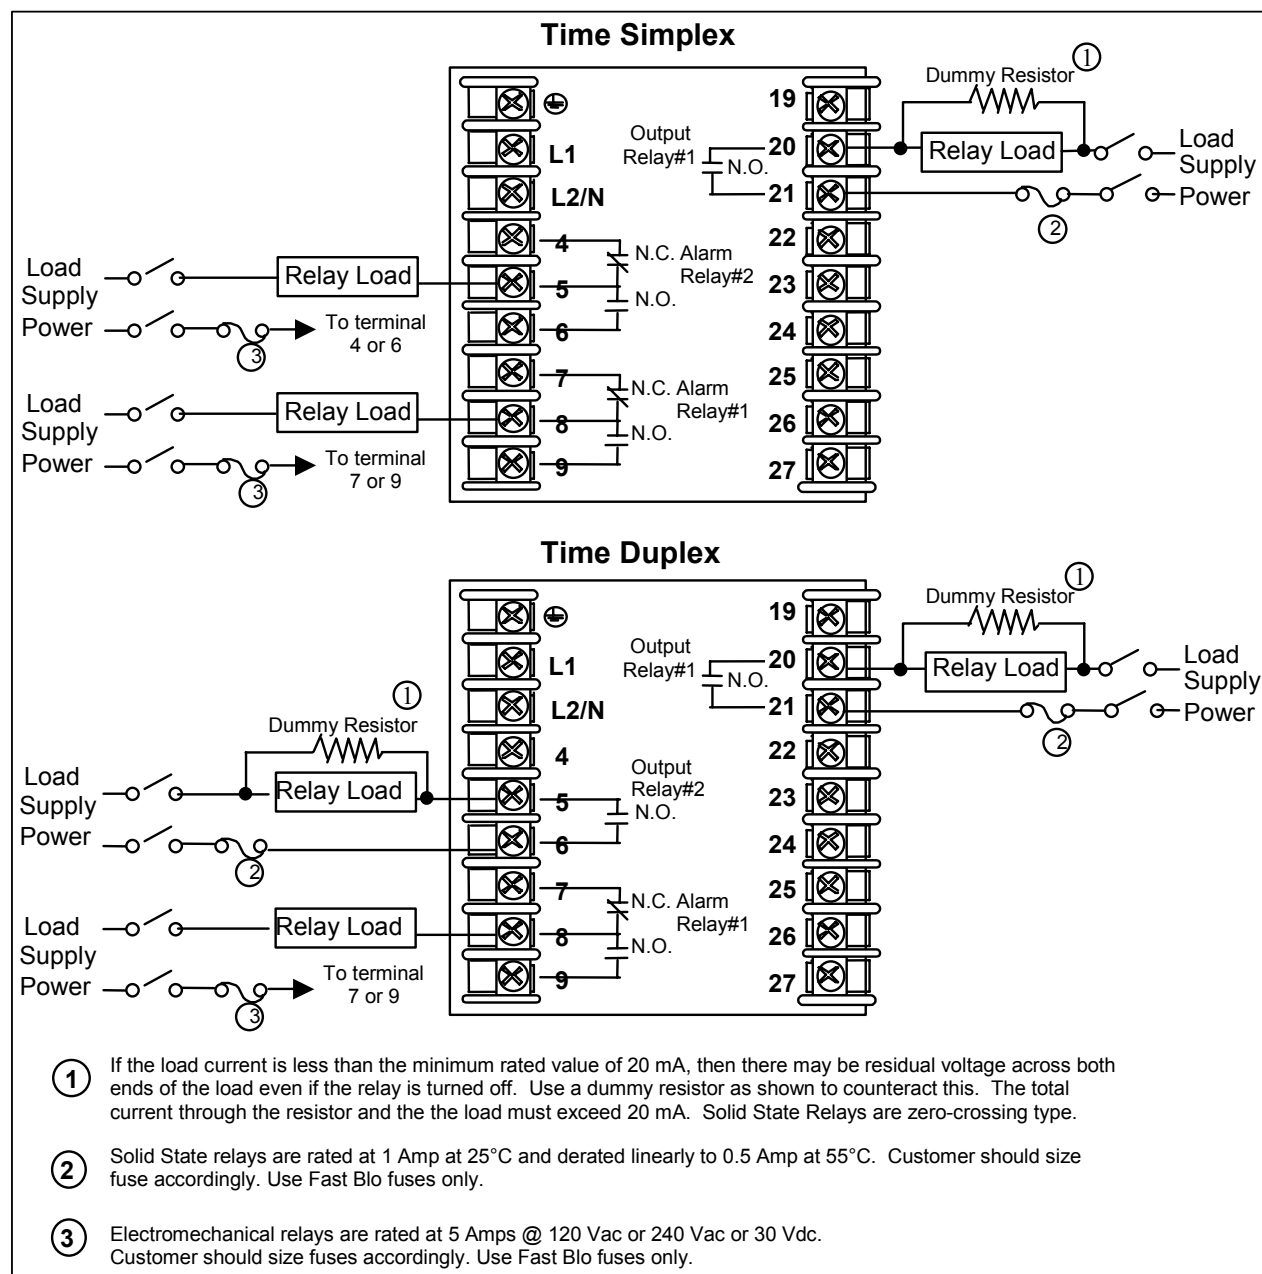 Time Simplex
1
Dummy Resistor
19
Output
Relay#1
N.O.
20
Relay Load
Load
Supply
Power
L1
L2/N
21
2
4
N.C. Alarm
Relay#2
22
Load
Supply
Power
Relay Load
5
N.O.
23
To terminal
4 or 6
3
6
24
7
N.C. Alarm
Relay#1
25
Load
Supply
Power
Relay Load
8
N.O.
26
To terminal
7 or 9
3
9
27
Time Duplex
1
Dummy Resistor
19
Output
Relay#1
N.O.
20
Relay Load
Load
Supply
Power
L1
L2/N
21
2
1
Dummy Resistor
4
22
Load
Supply
Power
Relay Load
5
Output
Relay#2
N.O.
23
2
6
24
7
N.C. Alarm
Relay#1
25
Load
Supply
Power
Relay Load
8
N.O.
26
To terminal
7 or 9
3
9
27
1 If the load current is less than the minimum rated value of 20 mA, then there may be residual voltage across both
ends of the load even if the relay is turned off. Use a dummy resistor as shown to counteract this. The total
current through the resistor and the the load must exceed 20 mA. Solid State Relays are zero-crossing type.
2 Solid State relays are rated at 1 Amp at 25°C and derated linearly to 0.5 Amp at 55°C. Customer should size
fuse accordingly. Use Fast Blo fuses only.
3 Electromechanical relays are rated at 5 Amps @ 120 Vac or 240 Vac or 30 Vdc.
Customer should size fuses accordingly. Use Fast Blo fuses only.